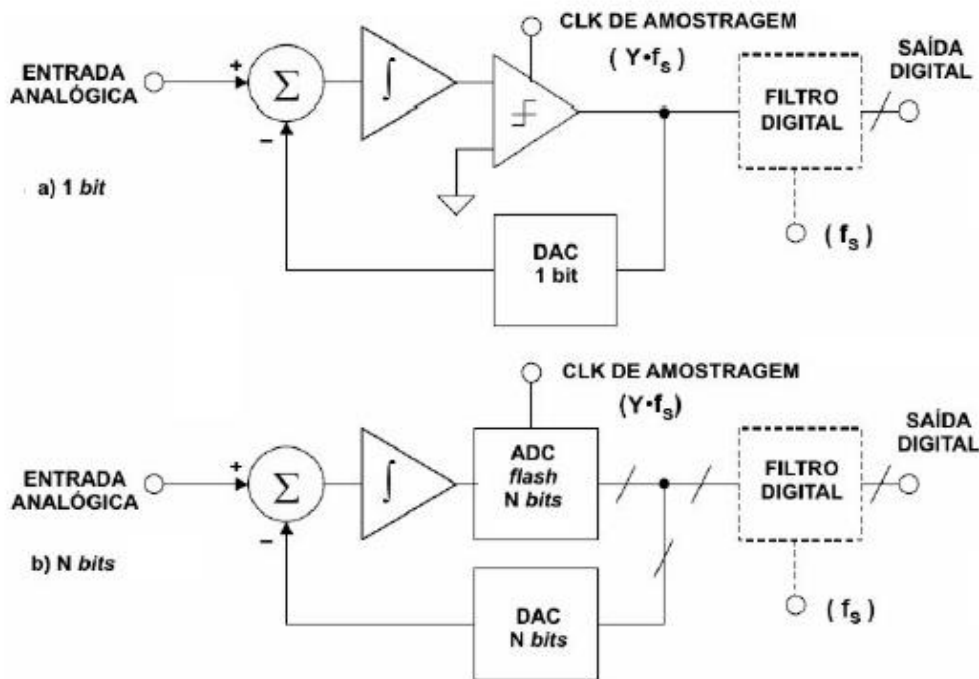 CLK DE AMOSTRAGEM
( Y•fS)
SAÍDA
DIGITAL
ENTRADA
ANALÓGICA
+
Σ
∫
FILTRO
DIGITAL
−
a) 1 bit
DAC
1 bit
( fS )
CLK DE AMOSTRAGEM
(Y•fS)
SAÍDA
DIGITAL
ENTRADA
ANALÓGICA
+
Σ
∫
ADC
flash
N bits
FILTRO
DIGITAL
−
b) N bits
DAC
N bits
( fS )